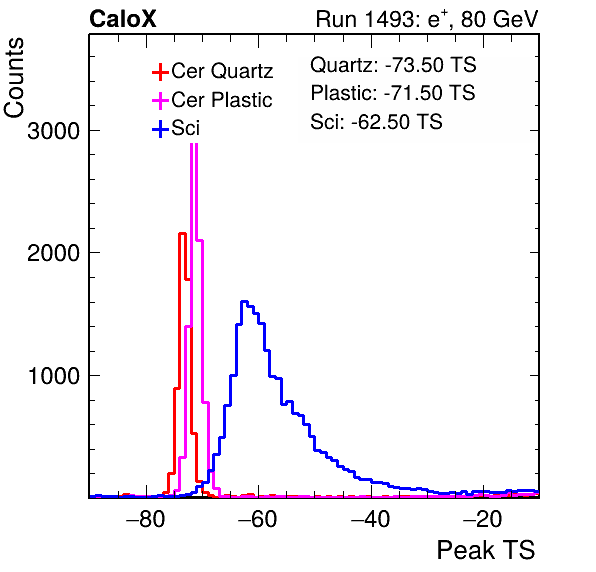 CaloX Run 1493: e⁺, 80 GeV
Counts
Cer Quartz
Cer Plastic
Sci
Quartz: -73.50 TS
Plastic: -71.50 TS
Sci: -62.50 TS
3000
2000
1000
−80 −60 −40 −20
Peak TS